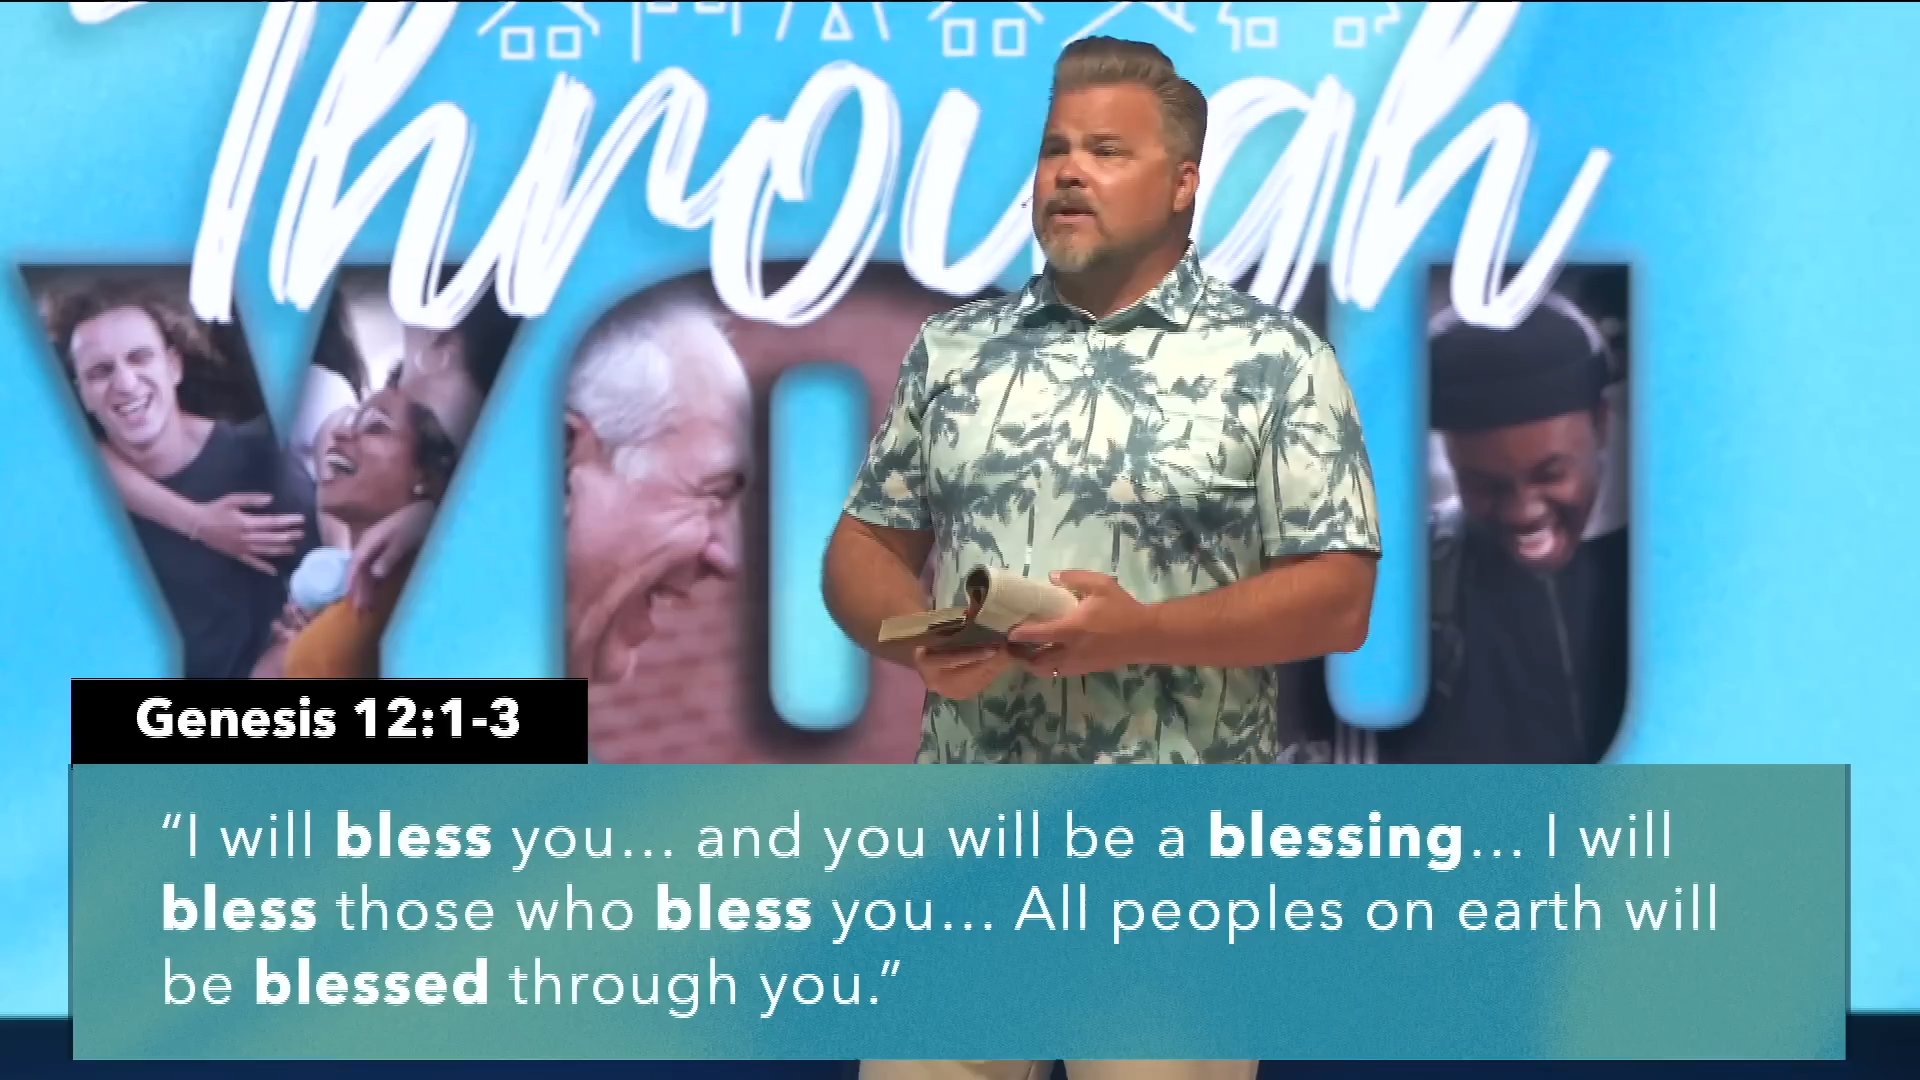 Through
YOU
Genesis 12:1-3
“I will bless you... and you will be a blessing... I will
bless those who bless you... All peoples on earth will
be blessed through you.”